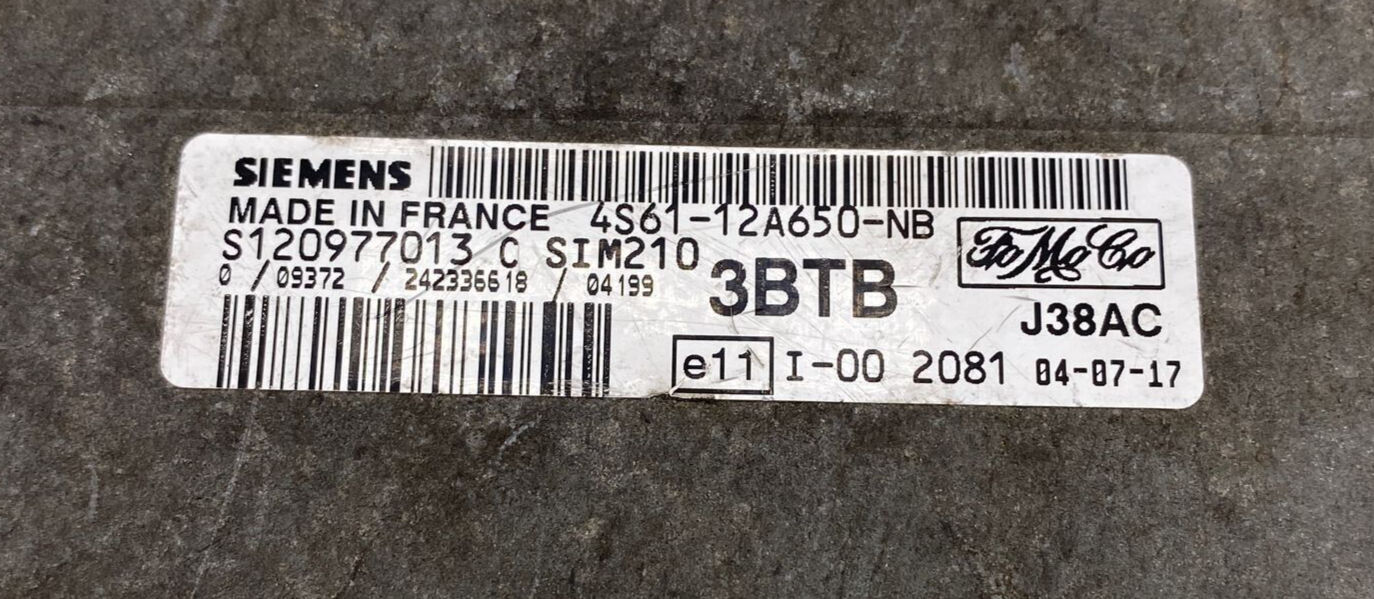 SIEMENS
MADE IN FRANCE 4S61-12A650-NB
S120977013 C SIM210
FoMoCo
0 / 09372 / 242336618 / 04199
3BTB
J38AC
e11 I-00 2081 04-07-17